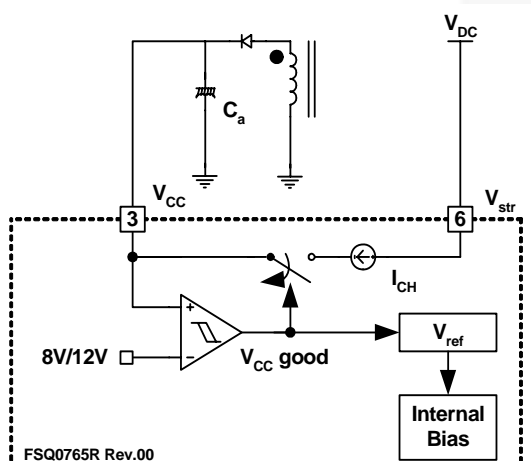 V_DC
C_a
V_CC
V_str
3
6
I_CH
+
8V/12V
-
V_CC good
V_ref
Internal
Bias
FSQ0765R Rev.00